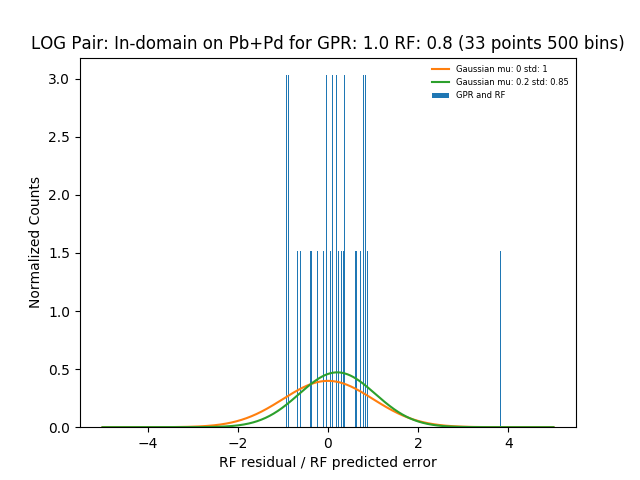 LOG Pair: In-domain on Pb+Pd for GPR: 1.0 RF: 0.8 (33 points 500 bins)
Gaussian mu: 0 std: 1
Gaussian mu: 0.2 std: 0.85
GPR and RF
Normalized Counts
3.0
2.5
2.0
1.5
1.0
0.5
0.0
−4 −2 0 2 4
RF residual / RF predicted error